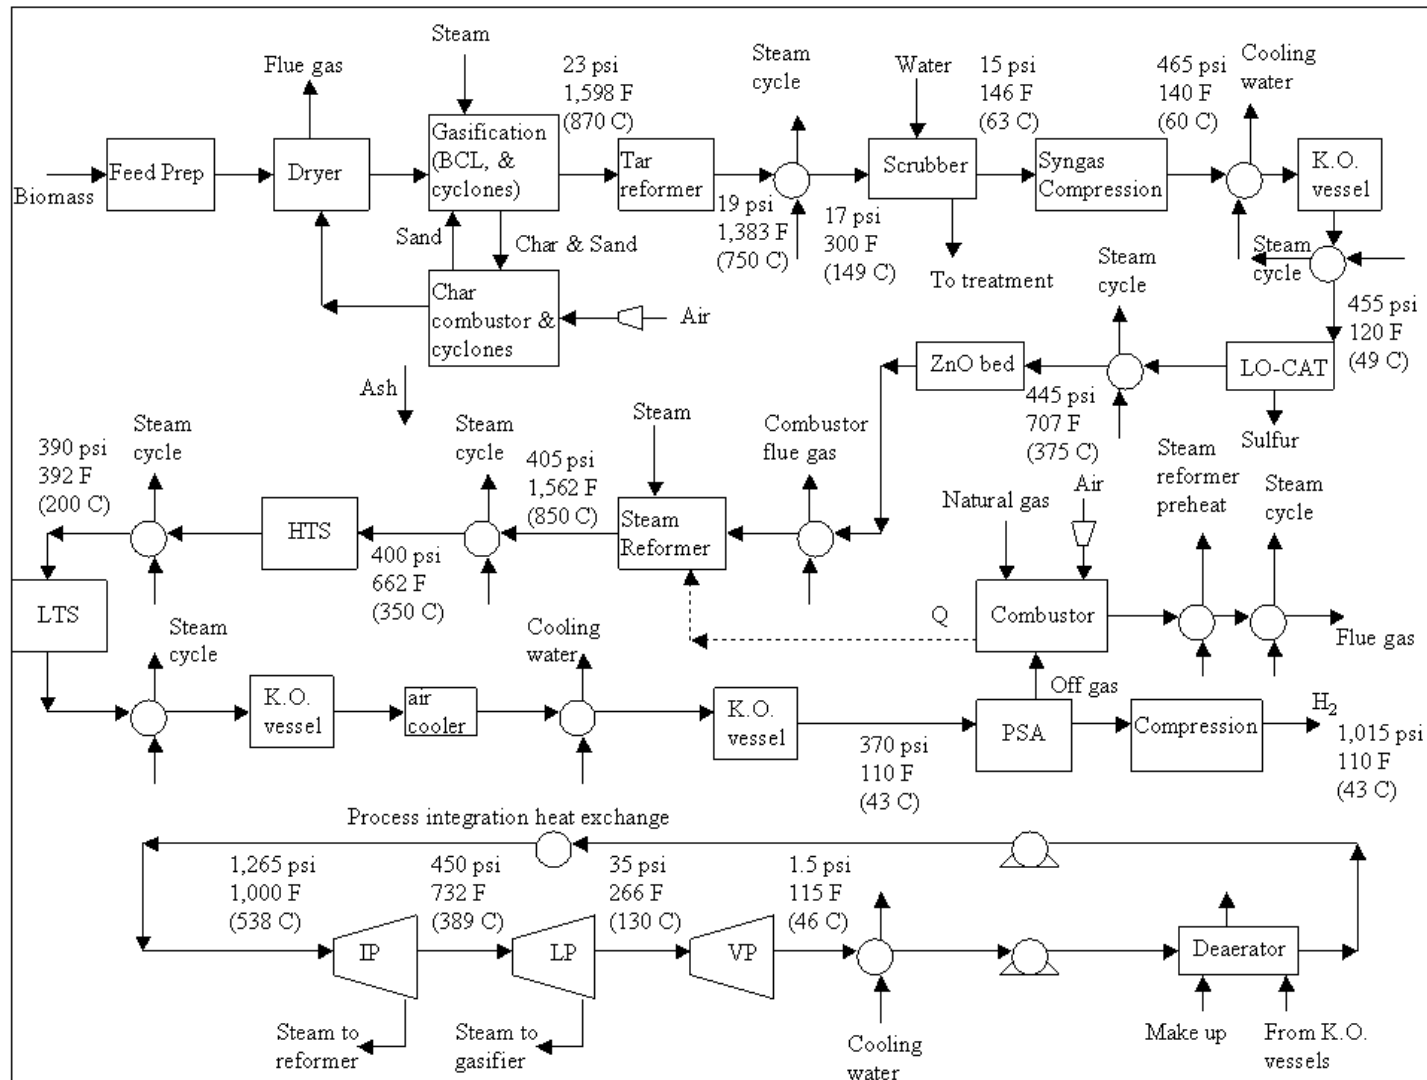 Steam
Flue gas
23 psi
1,598 F
(870 C)
Steam
cycle
Water
15 psi
146 F
(63 C)
465 psi
140 F
(60 C)
Cooling
water
Biomass
Feed Prep
Dryer
Gasification
(BCL, &
cyclones)
Tar
reformer
19 psi
1,383 F
(750 C)
17 psi
300 F
(149 C)
Scrubber
To treatment
Syngas
Compression
K.O.
vessel
Steam
cycle
Sand
Char & Sand
Char
combustor &
cyclones
Air
Ash
Steam
cycle
455 psi
120 F
(49 C)
ZnO bed
445 psi
707 F
(375 C)
LO-CAT
Sulfur
390 psi
392 F
(200 C)
Steam
cycle
HTS
Steam
cycle
400 psi
662 F
(350 C)
405 psi
1,562 F
(850 C)
Steam
Steam
Reformer
Combustor
flue gas
Natural gas
Air
Steam
reformer
preheat
Steam
cycle
LTS
Q
Combustor
Flue gas
Steam
cycle
K.O.
vessel
air
cooler
Cooling
water
K.O.
vessel
370 psi
110 F
(43 C)
Off gas
PSA
Compression
H2
1,015 psi
110 F
(43 C)
Process integration heat exchange
1,265 psi
1,000 F
(538 C)
450 psi
732 F
(389 C)
35 psi
266 F
(130 C)
1.5 psi
115 F
(46 C)
IP
LP
VP
Deaerator
Steam to
reformer
Steam to
gasifier
Cooling
water
Make up
From K.O.
vessels